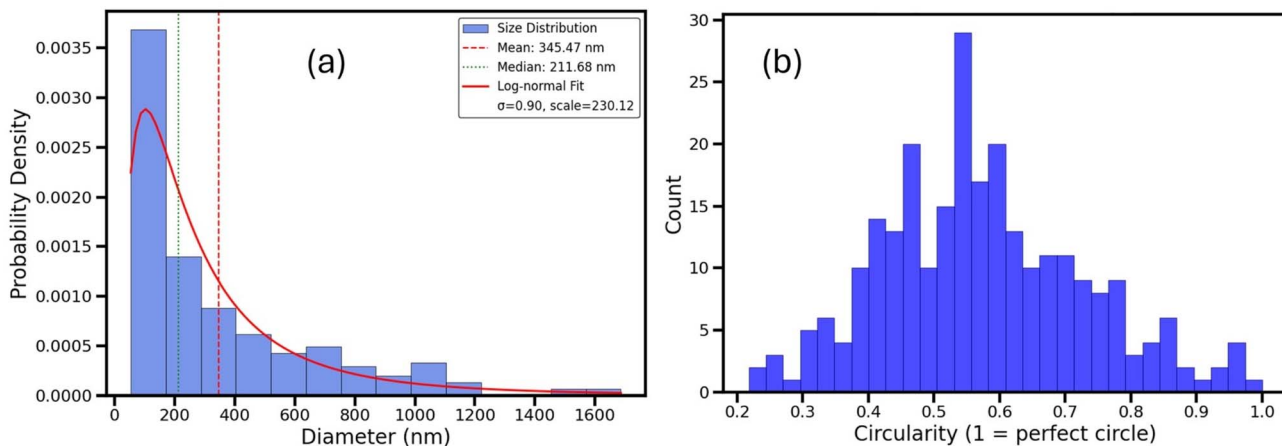 (a)
Size Distribution
Mean: 345.47 nm
Median: 211.68 nm
Log-normal Fit
σ=0.90, scale=230.12
Probability Density
0.0035
0.0030
0.0025
0.0020
0.0015
0.0010
0.0005
0.0000
0 200 400 600 800 1000 1200 1400 1600
Diameter (nm)
(b)
Count
30
25
20
15
10
5
0
0.2 0.3 0.4 0.5 0.6 0.7 0.8 0.9 1.0
Circularity (1 = perfect circle)